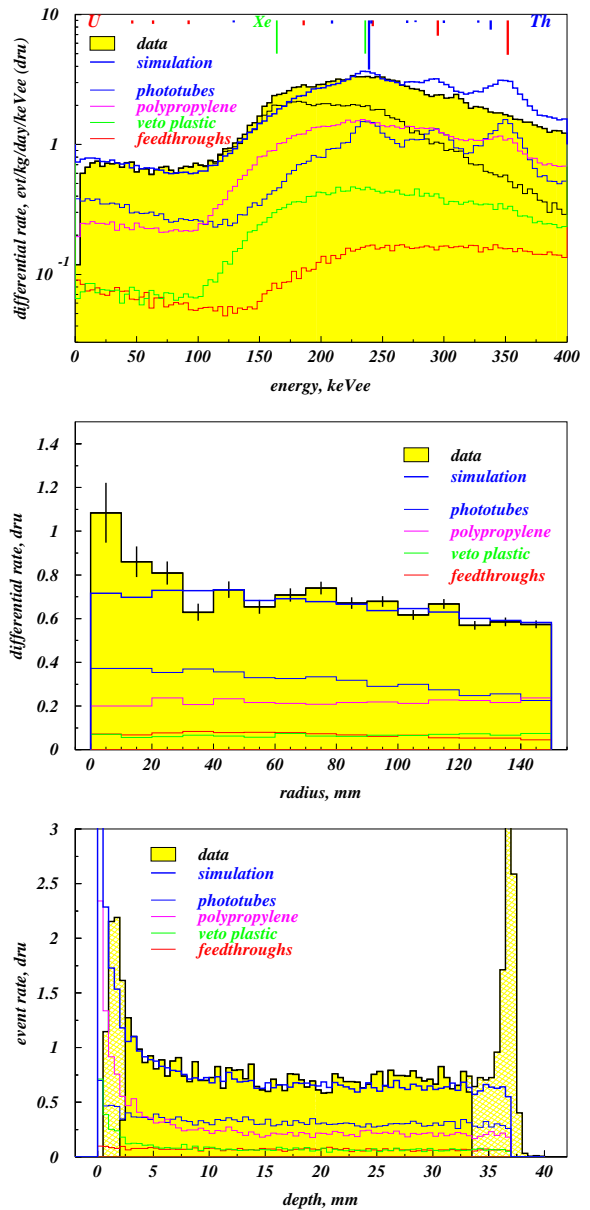 differential rate, evt/kg/day/keVee (dru)
10
1
10 -1
U Xe Th
data
simulation
phototubes
polypropylene
veto plastic
feedthroughs
0 50 100 150 200 250 300 350 400
energy, keVee
differential rate, dru
1.4
1.2
1
0.8
0.6
0.4
0.2
0
data
simulation
phototubes
polypropylene
veto plastic
feedthroughs
0 20 40 60 80 100 120 140
radius, mm
event rate, dru
3
2.5
2
1.5
1
0.5
0
data
simulation
phototubes
polypropylene
veto plastic
feedthroughs
0 5 10 15 20 25 30 35 40
depth, mm